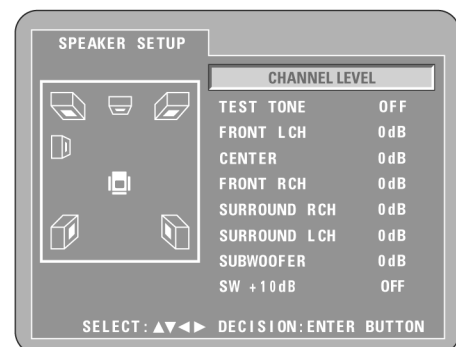 SPEAKER SETUP
CHANNEL LEVEL
TEST TONE OFF
FRONT LCH 0dB
CENTER 0dB
FRONT RCH 0dB
SURROUND RCH 0dB
SURROUND LCH 0dB
SUBWOOFER 0dB
SW +10dB OFF
SELECT:▲▼◄► DECISION:ENTER BUTTON